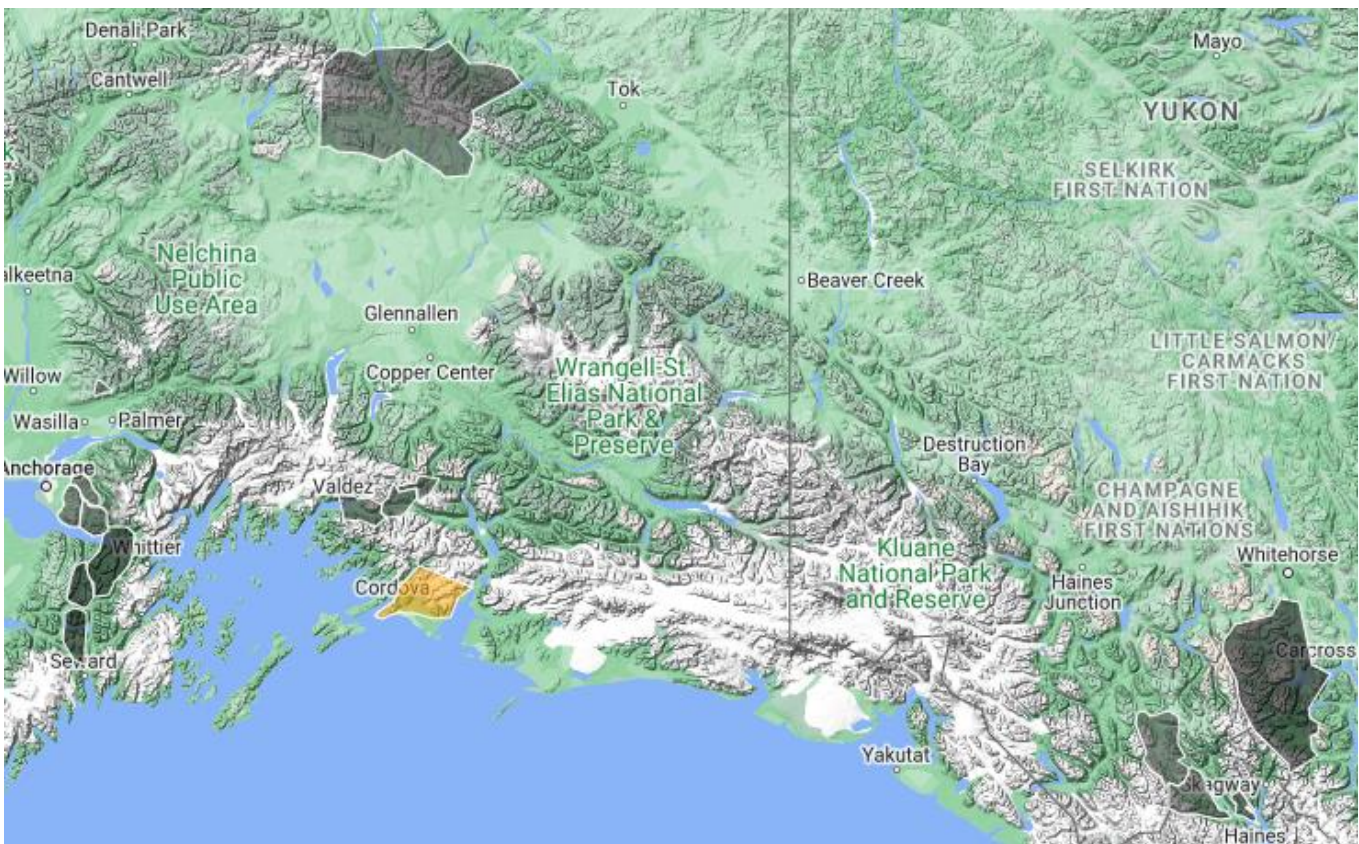 Denali Park
Mayo
Cantwell
Tok
YUKON
SELKIRK
FIRST NATION
Nelchina
Public
Use Area
alkeetna
Beaver Creek
Glennallen
LITTLE SALMON/
CARMACKS
FIRST NATION
Willow
Copper Center
Wrangell-St.
Elias National
Park &
Preserve
Wasilla
Palmer
Destruction
Bay
Anchorage
Valdez
CHAMPAGNE
AND AISHIHIK
FIRST NATIONS
Whittier
Whitehorse
Kluane
National Park
and Reserve
Cordova
Haines
Junction
Seward
Carcross
Yakutat
Skagway
Haines